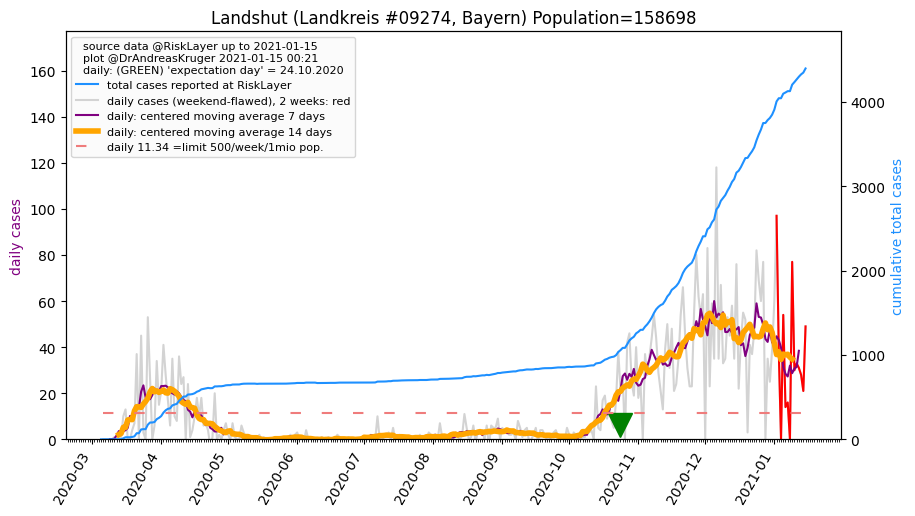 Landshut (Landkreis #09274, Bayern) Population=158698
source data @RiskLayer up to 2021-01-15
plot @DrAndreasKruger 2021-01-15 00:21
daily: (GREEN) 'expectation day' = 24.10.2020
total cases reported at RiskLayer
daily cases (weekend-flawed), 2 weeks: red
daily: centered moving average 7 days
daily: centered moving average 14 days
daily 11.34 =limit 500/week/1mio pop.
daily cases
160
140
120
100
80
60
40
20
0
cumulative total cases
4000
3000
2000
1000
0
2020-03
2020-04
2020-05
2020-06
2020-07
2020-08
2020-09
2020-10
2020-11
2020-12
2021-01